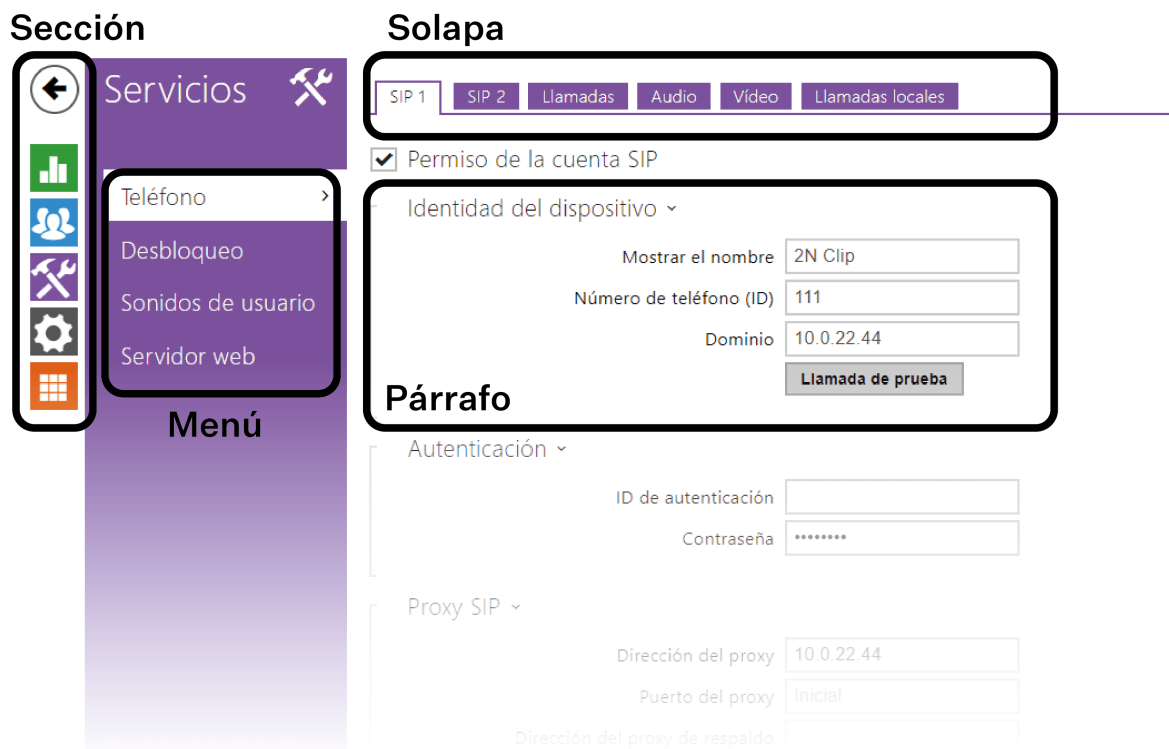 Sección
Solapa
Servicios
SIP 1
SIP 2
Llamadas
Audio
Vídeo
Llamadas locales
Permiso de la cuenta SIP
Teléfono
Desbloqueo
Sonidos de usuario
Servidor web
Menú
Identidad del dispositivo
Mostrar el nombre 2N Clip
Número de teléfono (ID) 111
Dominio 10.0.22.44
Llamada de prueba
Párrafo
Autenticación
ID de autenticación
Contraseña ••••••••
Proxy SIP
Dirección del proxy 10.0.22.44
Puerto del proxy Inicial
Dirección del proxy de respaldo